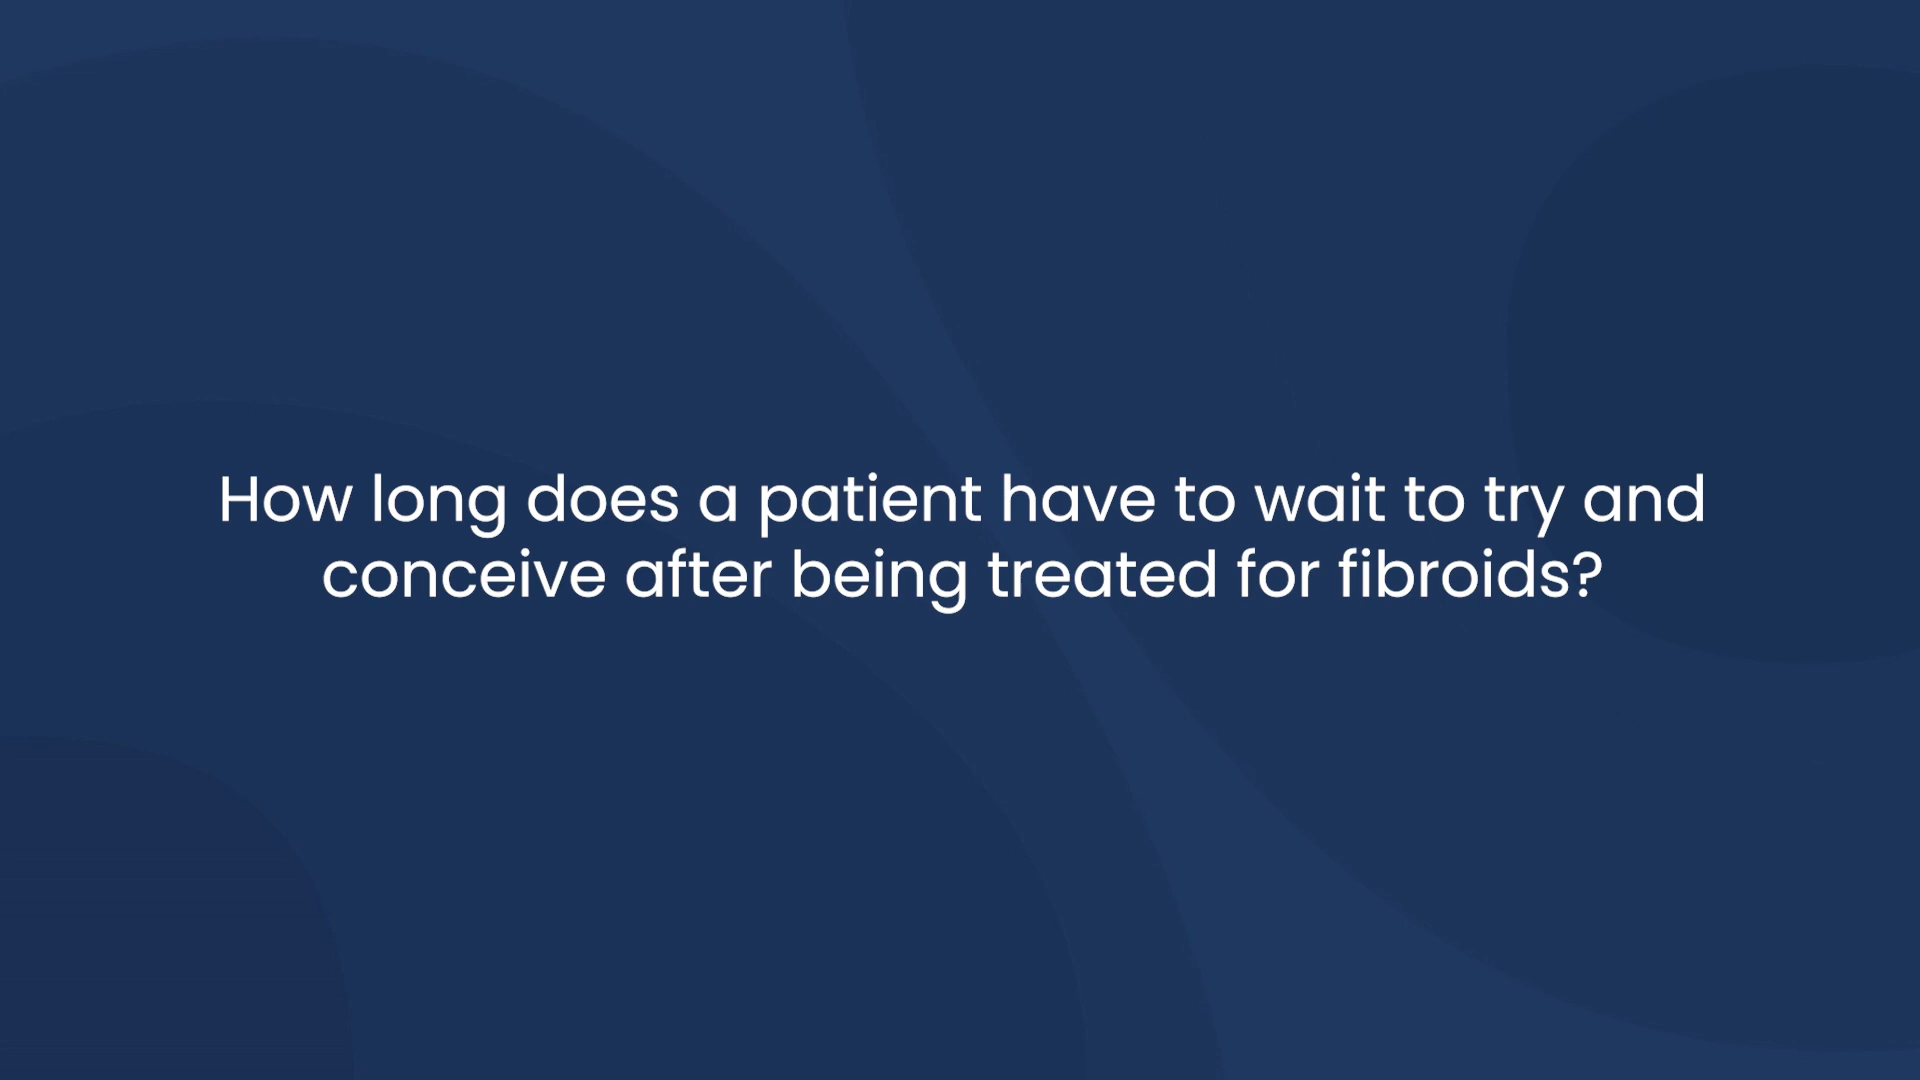 How long does a patient have to wait to try and
conceive after being treated for fibroids?